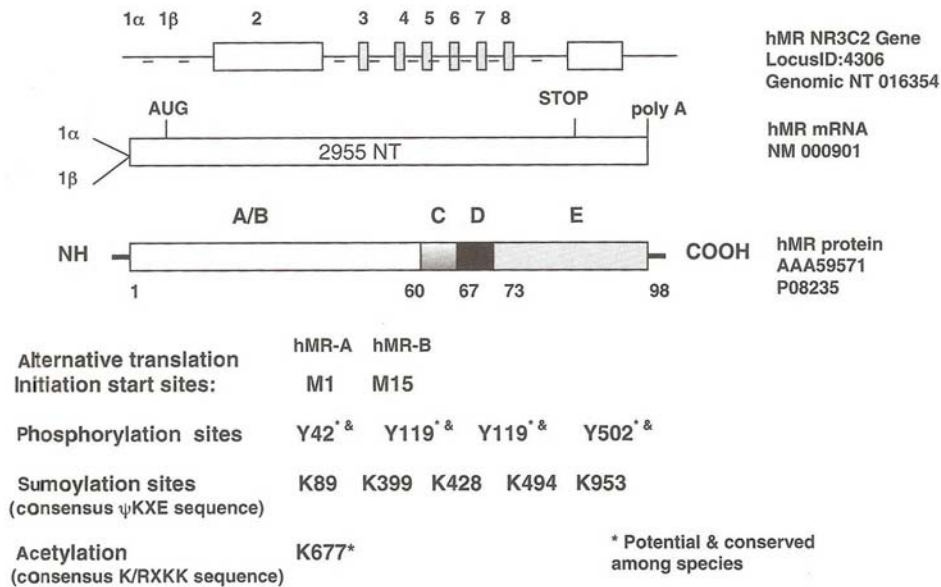 1α 1β 2 3 4 5 6 7 8
hMR NR3C2 Gene
LocusID:4306
Genomic NT 016354
AUG STOP poly A
1α
2955 NT
1β
hMR mRNA
NM 000901
A/B C D E
NH COOH
1 60 67 73 98
hMR protein
AAA59571
P08235
Alternative translation
Initiation start sites:
hMR-A hMR-B
M1 M15
Phosphorylation sites Y42* & Y119* & Y119* & Y502* &
Sumoylation sites K89 K399 K428 K494 K953
(consensus ψKXE sequence)
Acetylation K677*
(consensus K/RXKK sequence)
* Potential & conserved
among species